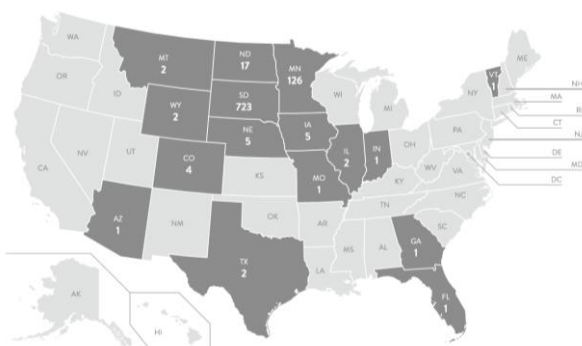 WA
OR
CA
NV
ID
UT
AZ
1
MT
2
WY
2
CO
4
NM
ND
17
SD
723
NE
5
KS
OK
TX
2
MN
126
IA
5
MO
1
AR
LA
WI
IL
2
MI
IN
1
OH
KY
TN
MS
AL
GA
1
FL
1
SC
NC
VA
WV
PA
NY
VT
1
ME
NH
MA
CT
DE
MD
DC
AK
Hi